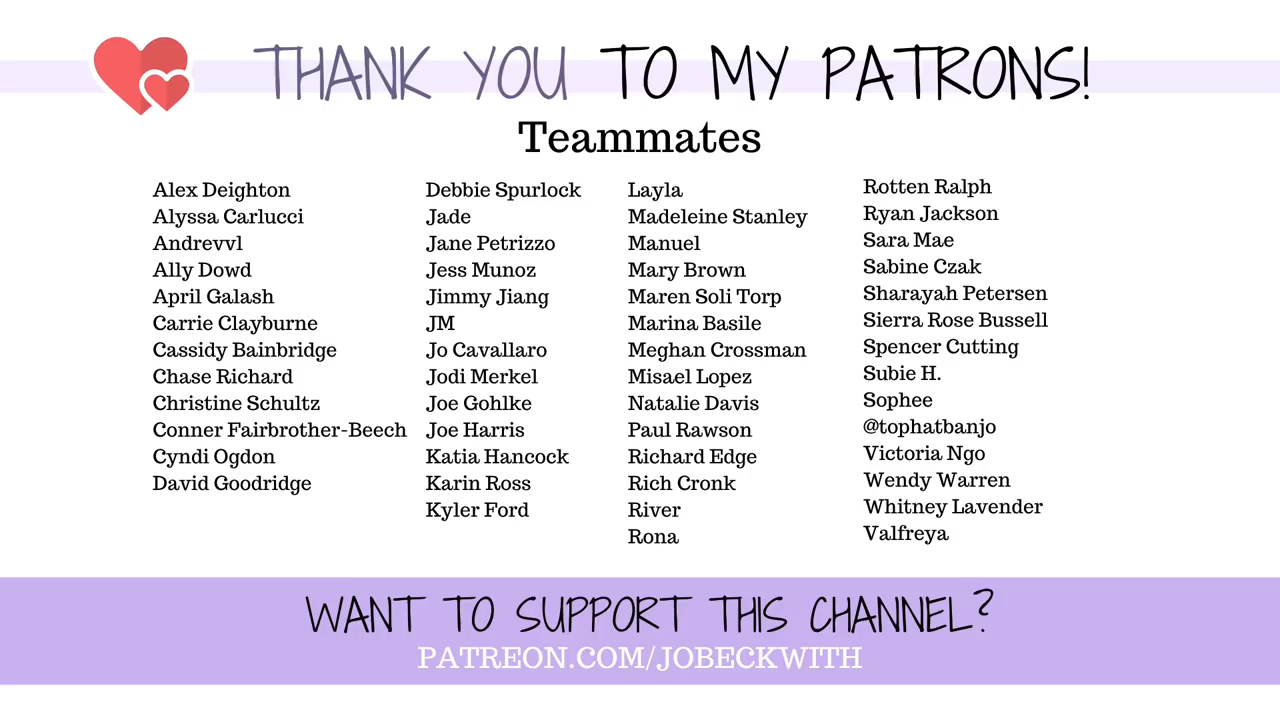 THANK YOU TO MY PATRONS!
Teammates
Alex Deighton
Alyssa Carlucci
Andrevvl
Ally Dowd
April Galash
Carrie Clayburne
Cassidy Bainbridge
Chase Richard
Christine Schultz
Conner Fairbrother-Beech
Cyndi Ogdon
David Goodridge
Debbie Spurlock
Jade
Jane Petrizzo
Jess Munoz
Jimmy Jiang
JM
Jo Cavallaro
Jodi Merkel
Joe Gohlke
Joe Harris
Katia Hancock
Karin Ross
Kyler Ford
Layla
Madeleine Stanley
Manuel
Mary Brown
Maren Soli Torp
Marina Basile
Meghan Crossman
Misael Lopez
Natalie Davis
Paul Rawson
Richard Edge
Rich Cronk
River
Rona
Rotten Ralph
Ryan Jackson
Sara Mae
Sabine Czak
Sharayah Petersen
Sierra Rose Bussell
Spencer Cutting
Subie H.
Sophee
@tophatbanjo
Victoria Ngo
Wendy Warren
Whitney Lavender
Valfreya
WANT TO SUPPORT THIS CHANNEL?
PATREON.COM/JOBECKWITH